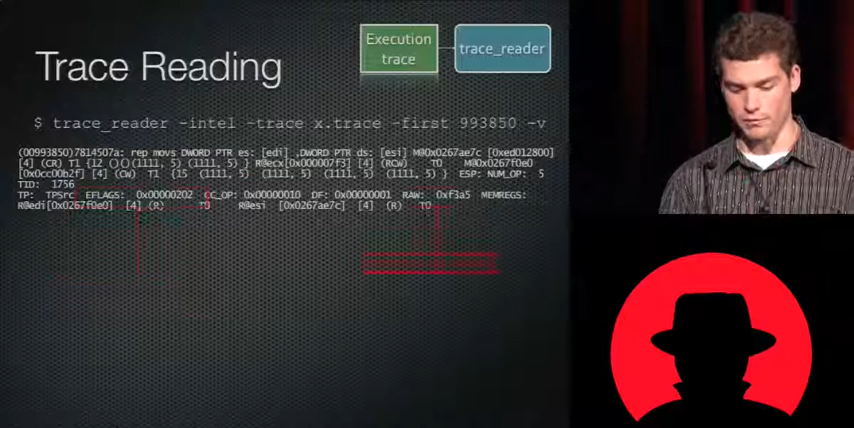 Execution
trace
trace_reader
Trace Reading
$ trace_reader -intel -trace x.trace -first 993850 -v
(00993850)7814507a: rep movs DWORD PTR es: [edi] ,DWORD PTR ds: [esi] M@0x0267ae7c [0xed012800]
[4] (CR) T1 {12 ()()(1111, 5) (1111, 5) } R@ecx[0x000007f3] [4] (RCW) T0 M@0x0267f0e0
[0x0cc00b2f] [4] (CW) T1 {15 (1111, 5) (1111, 5) (1111, 5) } ESP: NUM_OP: 5
TID: 1756
TP: TPSrc EFLAGS: 0x00000202 CC_OP: 0x00000010 DF: 0x00000001 RAW: 0xf3a5 MEMREGS:
R@edi[0x0267f0e0] [4] (R) T0 R@esi [0x0267ae7c] [4] (R) T0